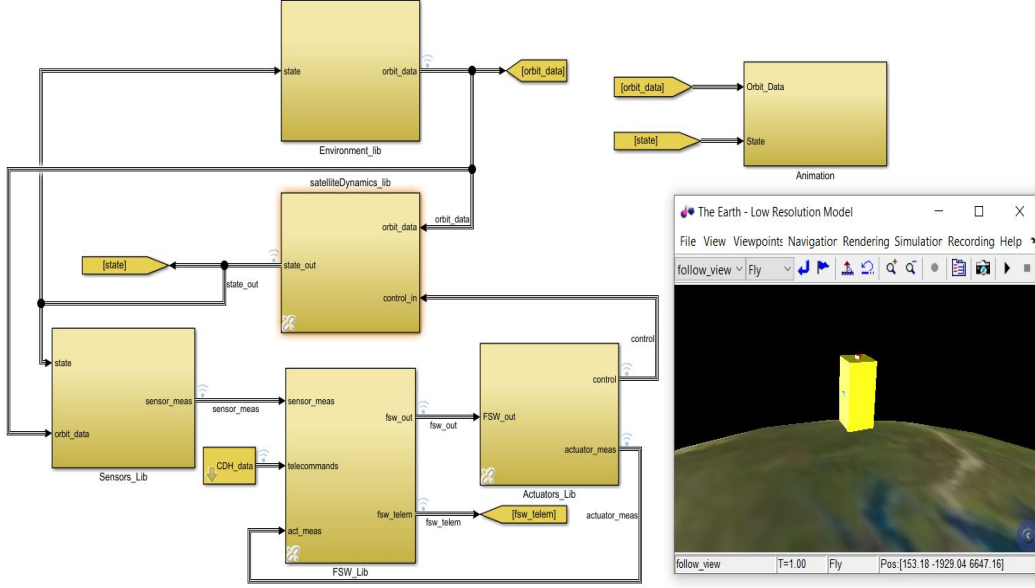 state
orbit_data
[orbit_data]
Environment_lib
[orbit_data]
Orbit_Data
[state]
State
Animation
satelliteDynamics_lib
orbit_data
orbit_data
[state]
state_out
state_out
control_in
control
state
sensor_meas
sensor_meas
orbit_data
Sensors_Lib
CDH_data
sensor_meas
fsw_out
fsw_out
telecommands
fsw_telem
fsw_telem
[fsw_telem]
act_meas
FSW_Lib
control
FSW_out
actuator_meas
actuator_meas
Actuators_Lib
The Earth - Low Resolution Model
File View Viewpoints Navigation Rendering Simulation Recording Help
follow_view Fly
follow_view T=1.00 Fly Pos:[153.18 -1929.04 6647.16]